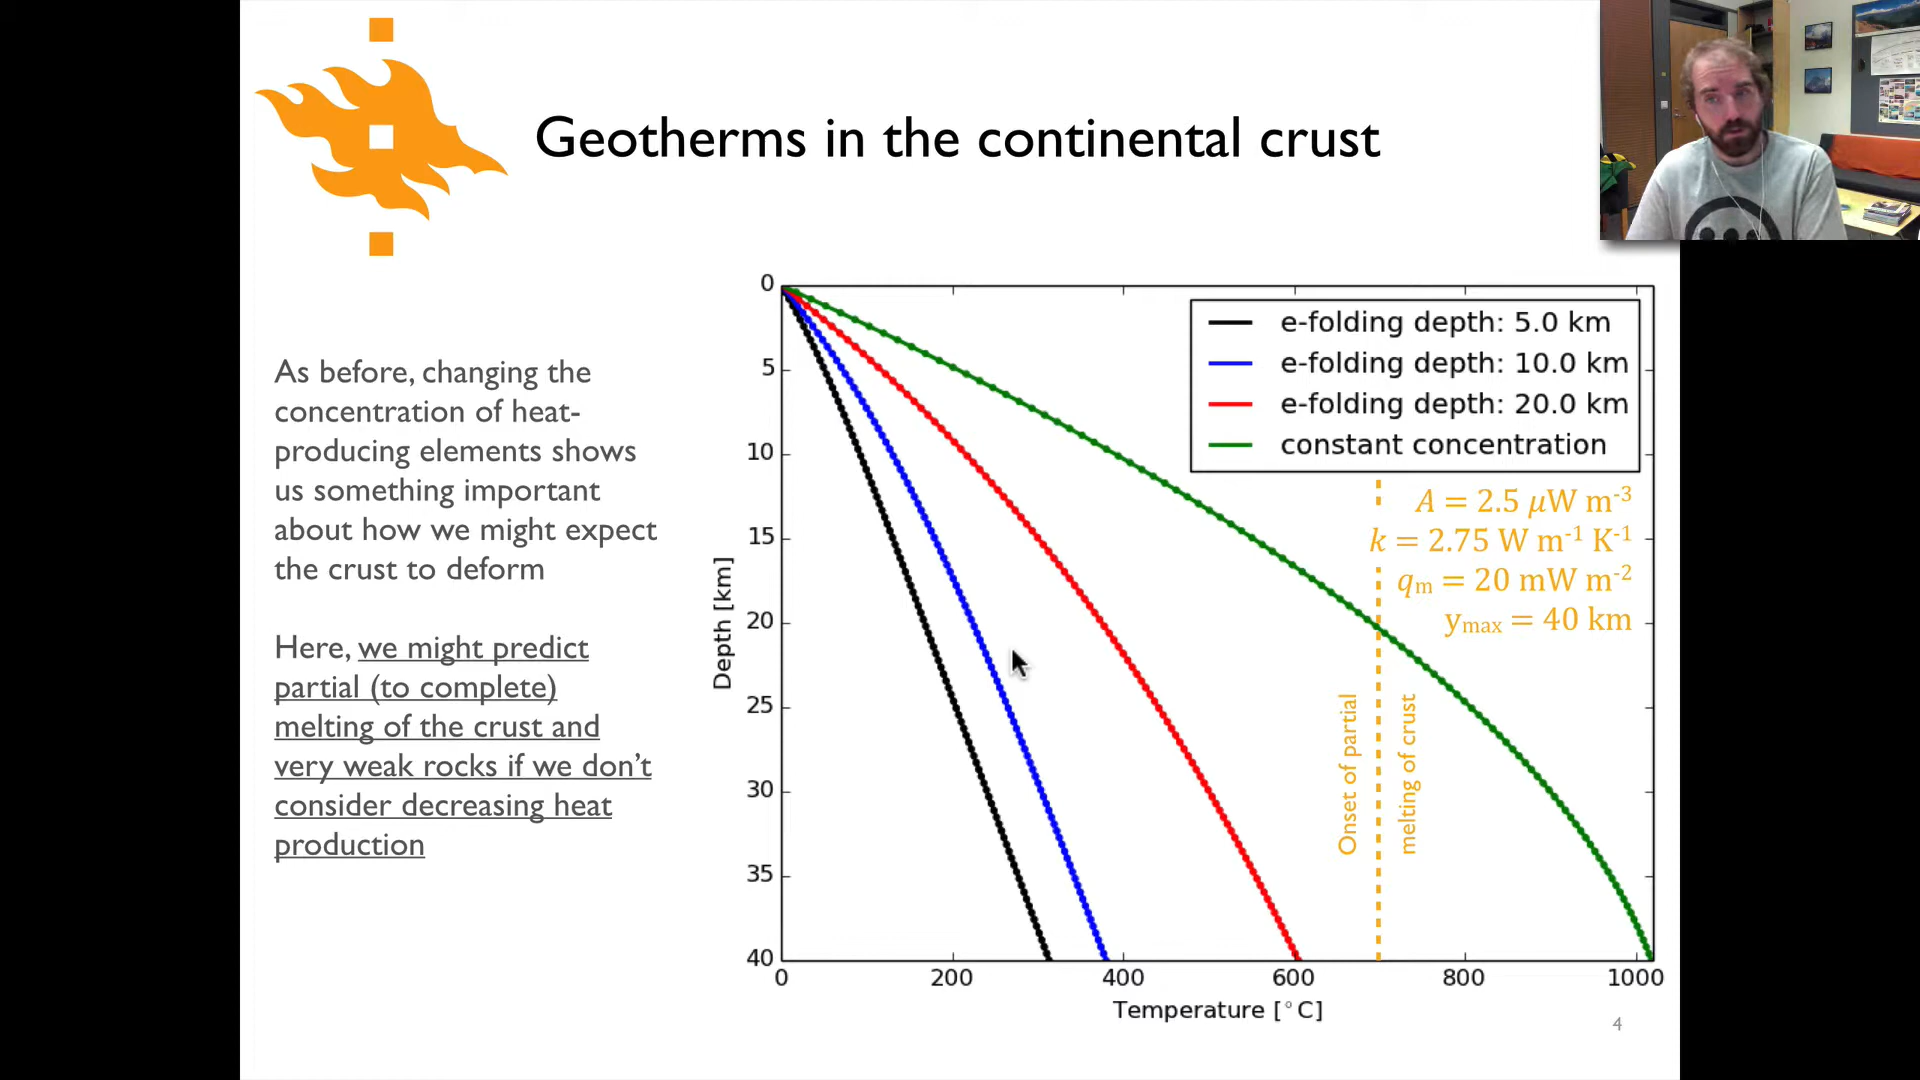 Geotherms in the continental crust
As before, changing the
concentration of heat-
producing elements shows
us something important
about how we might expect
the crust to deform
Here, we might predict
partial (to complete)
melting of the crust and
very weak rocks if we don't
consider decreasing heat
production
0
5
10
15
20
25
30
35
40
Depth [km]
e-folding depth: 5.0 km
e-folding depth: 10.0 km
e-folding depth: 20.0 km
constant concentration
A = 2.5 μW m⁻³
k = 2.75 W m⁻¹ K⁻¹
qₘ = 20 mW m⁻²
yₘₐₓ = 40 km
Onset of partial
melting of crust
0 200 400 600 800 1000
Temperature [°C]
4